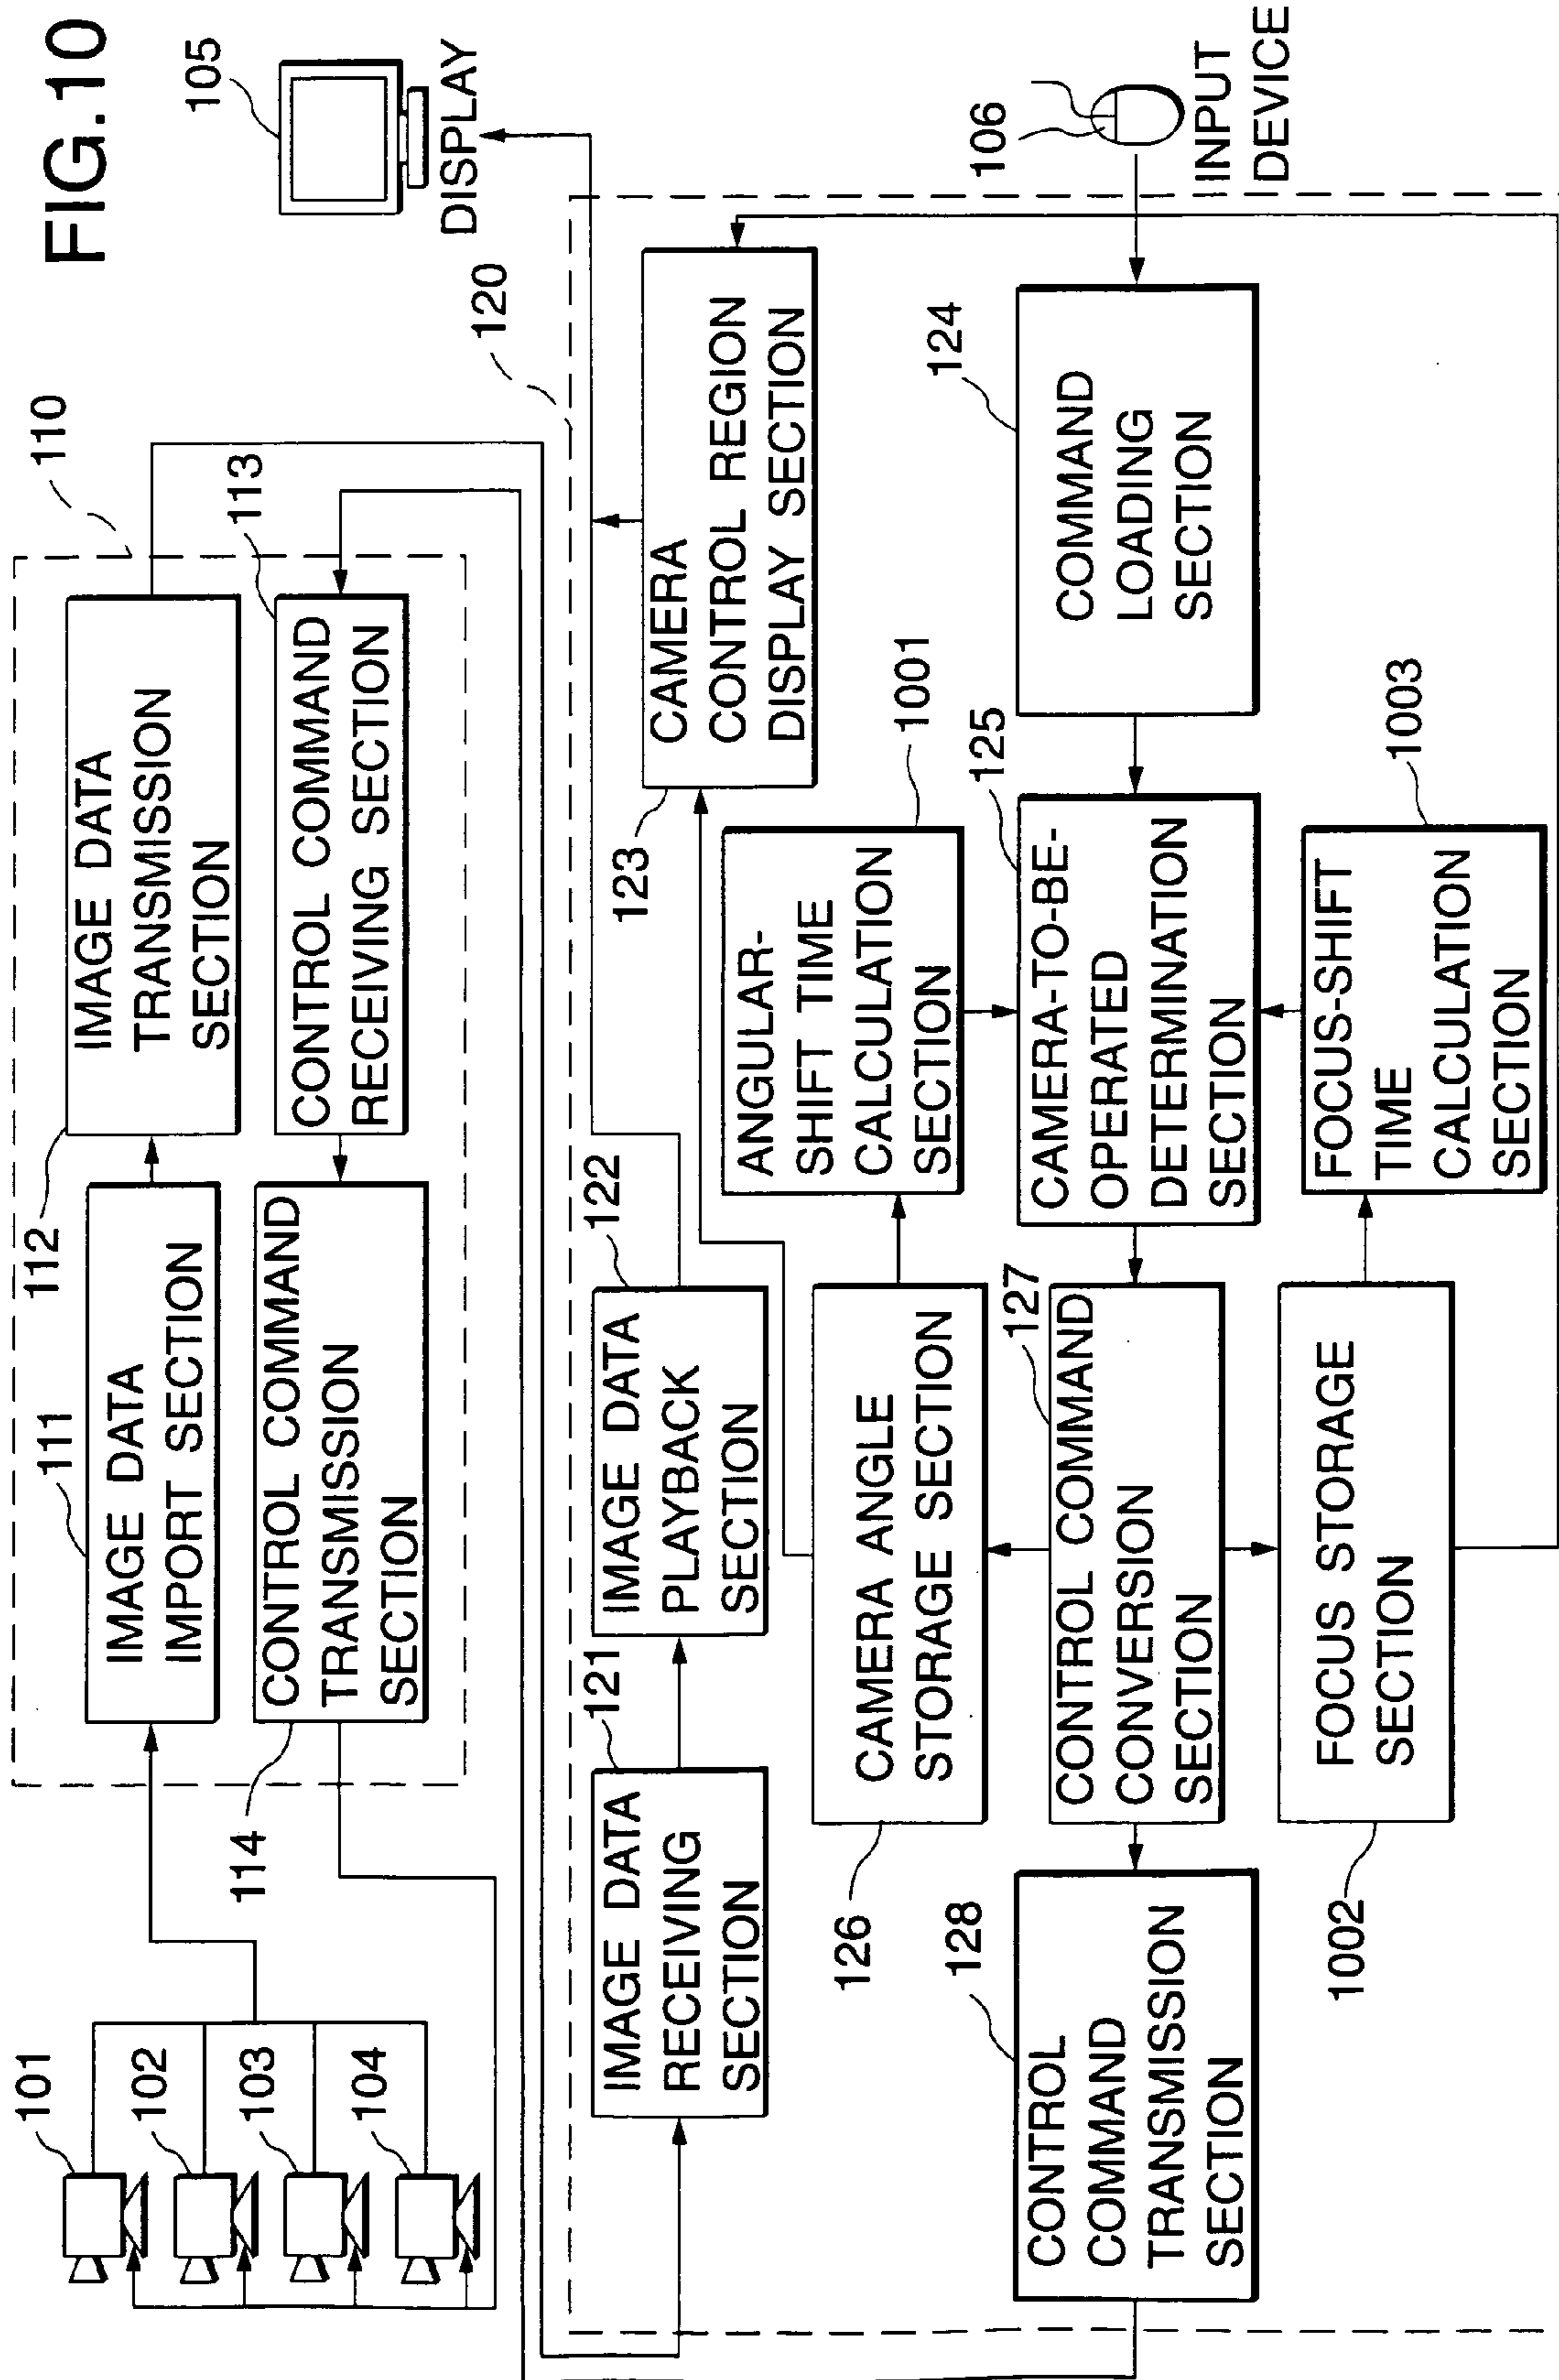 FIG.10
101
102
103
104
110
111
IMAGE DATA
IMPORT SECTION
112
IMAGE DATA
TRANSMISSION
SECTION
113
CONTROL COMMAND
RECEIVING SECTION
114
CONTROL COMMAND
TRANSMISSION
SECTION
105
DISPLAY
120
121
IMAGE DATA
RECEIVING
SECTION
122
IMAGE DATA
PLAYBACK
SECTION
123
CAMERA
CONTROL REGION
DISPLAY SECTION
126
CAMERA ANGLE
STORAGE SECTION
ANGULAR-
SHIFT TIME
CALCULATION
SECTION
1001
128
CONTROL
COMMAND
TRANSMISSION
SECTION
127
CONTROL COMMAND
CONVERSION
SECTION
125
CAMERA-TO-BE-
OPERATED
DETERMINATION
SECTION
124
COMMAND
LOADING
SECTION
106
INPUT
DEVICE
1002
FOCUS STORAGE
SECTION
1003
FOCUS-SHIFT
TIME
CALCULATION
SECTION